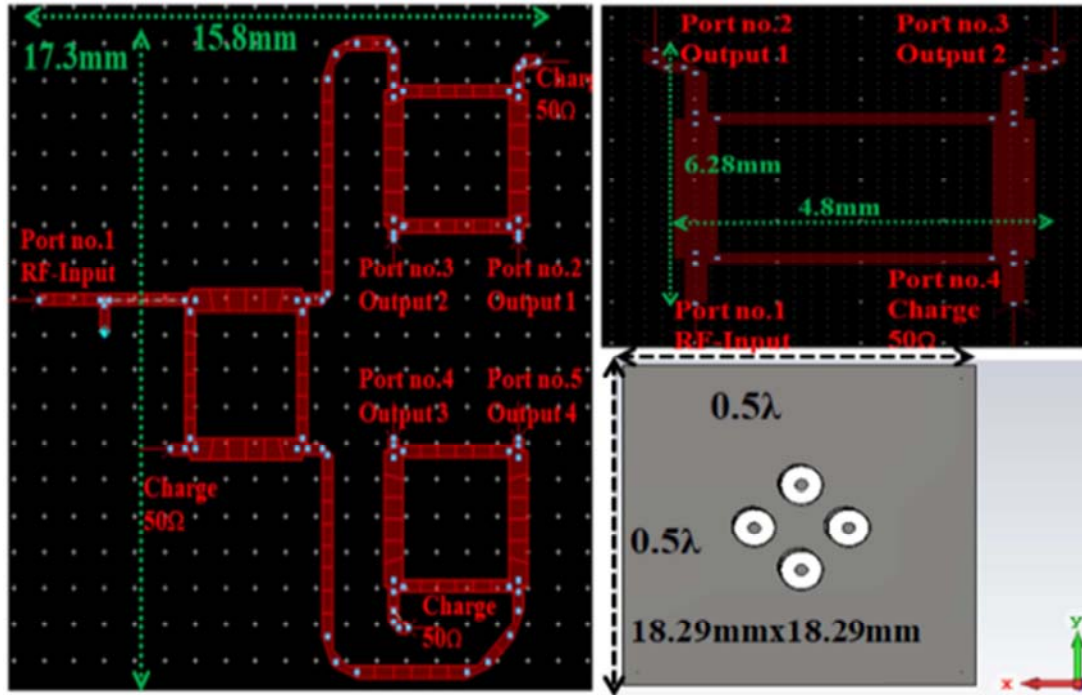 15.8mm
17.3mm
Char
50Ω
Port no.1
RF-Input
Port no.3
Output 2
Port no.2
Output 1
Port no.4
Output 3
Port no.5
Output 4
Charge
50Ω
Charge
50Ω
Port no.2
Output 1
Port no.3
Output 2
6.28mm
4.8mm
Port no.1
RF-Input
Port no.4
Charge
50Ω
0.5λ
0.5λ
18.29mmx18.29mm
y
x